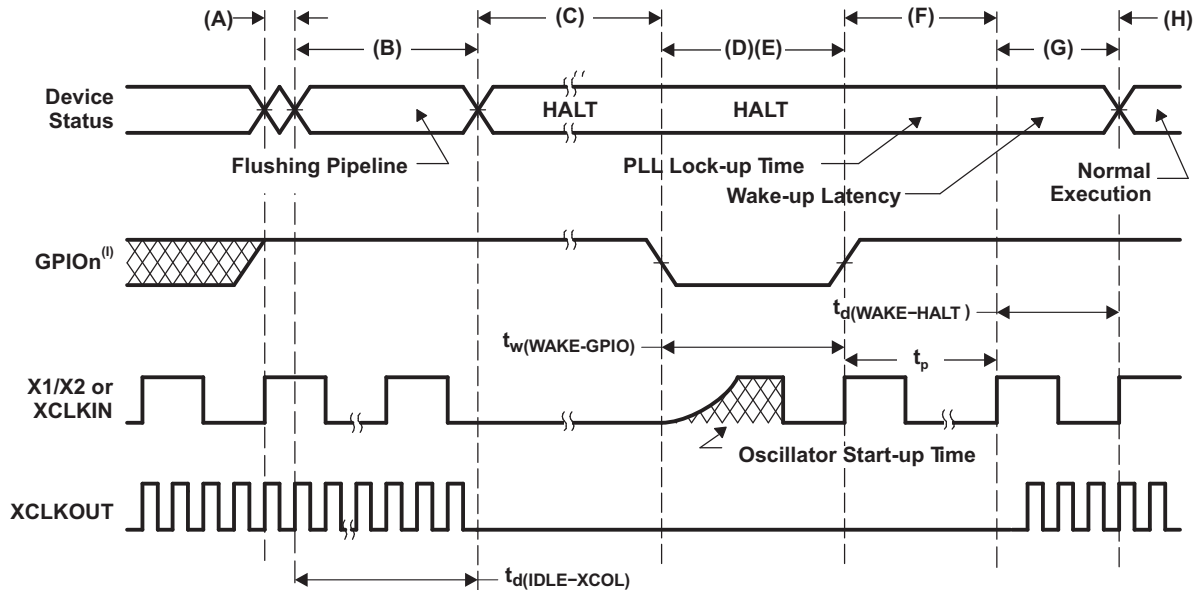 (A)
(C)
(F)
(H)
(B)
(D)(E)
(G)
Device
Status
HALT
HALT
Flushing Pipeline
PLL Lock-up Time
Wake-up Latency
Normal
Execution
GPIOn(I)
td(WAKE−HALT )
tw(WAKE-GPIO)
tp
X1/X2 or
XCLKIN
Oscillator Start-up Time
XCLKOUT
td(IDLE−XCOL)